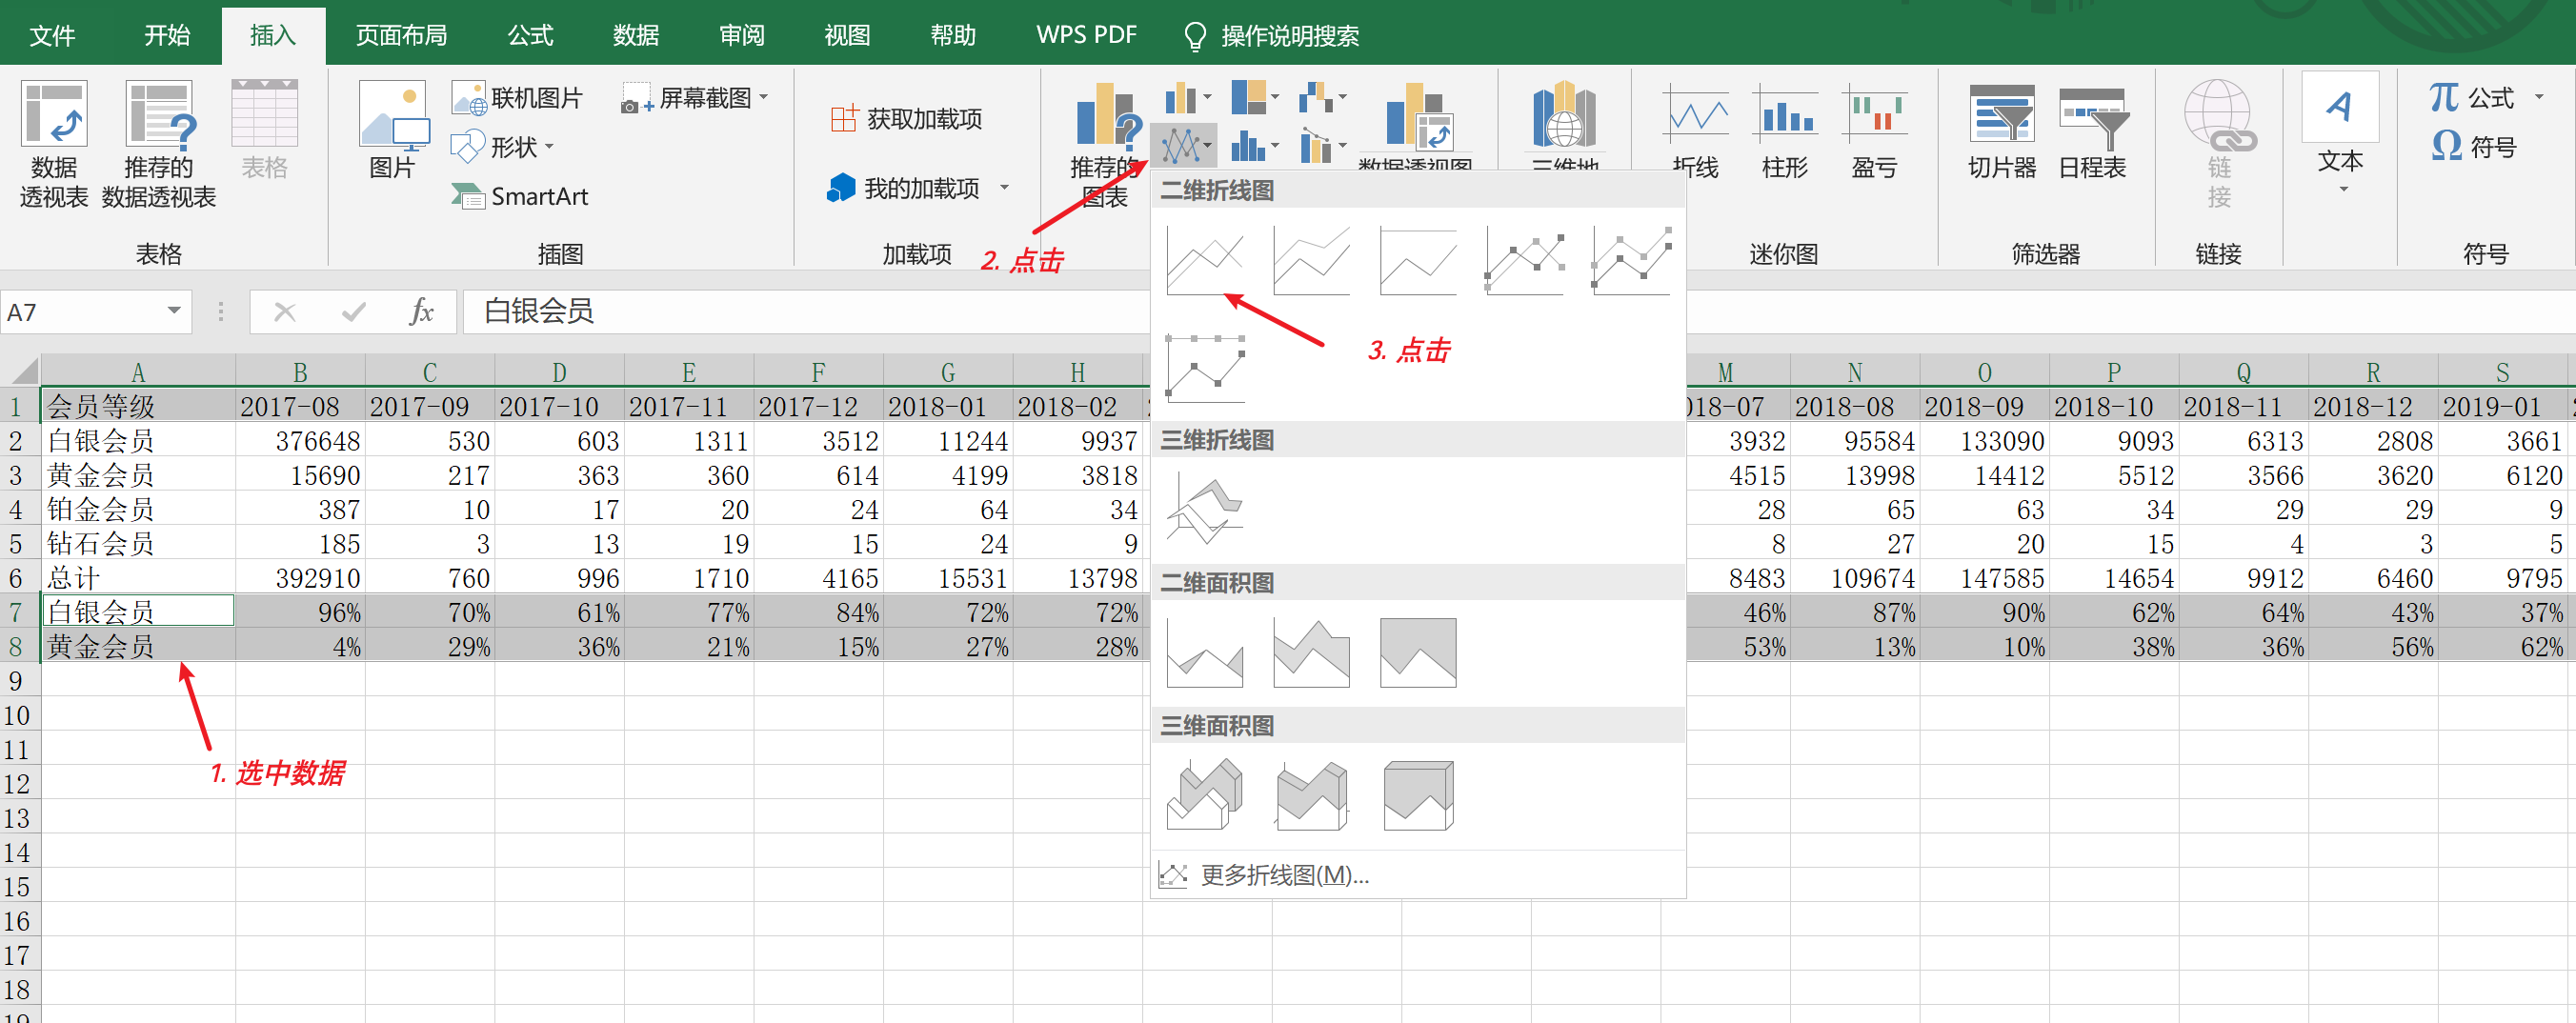 文件 开始 插入 页面布局 公式 数据 审阅 视图 帮助 WPS PDF 操作说明搜索
数据
透视表
推荐的
数据透视表
表格
表格
图片
联机图片
形状
SmartArt
屏幕截图
插图
获取加载项
我的加载项
加载项
推荐的
图表
数据透视图
三维地
折线 柱形 盈亏
迷你图
切片器 日程表
筛选器
链
接
链接
A
文本
π 公式
Ω 符号
符号
2. 点击
A7 fx 白银会员
二维折线图
3. 点击
三维折线图
二维面积图
三维面积图
更多折线图(M)...
A B C D E F G H M N O P Q R S
1 会员等级 2017-08 2017-09 2017-10 2017-11 2017-12 2018-01 2018-02 018-07 2018-08 2018-09 2018-10 2018-11 2018-12 2019-01
2 白银会员 376648 530 603 1311 3512 11244 9937 3932 95584 133090 9093 6313 2808 3661
3 黄金会员 15690 217 363 360 614 4199 3818 4515 13998 14412 5512 3566 3620 6120
4 铂金会员 387 10 17 20 24 64 34 28 65 63 34 29 29 9
5 钻石会员 185 3 13 19 15 24 9 8 27 20 15 4 3 5
6 总计 392910 760 996 1710 4165 15531 13798 8483 109674 147585 14654 9912 6460 9795
7 白银会员 96% 70% 61% 77% 84% 72% 72% 46% 87% 90% 62% 64% 43% 37%
8 黄金会员 4% 29% 36% 21% 15% 27% 28% 53% 13% 10% 38% 36% 56% 62%
9
10
11
1. 选中数据
12
13
14
15
16
17
18
19